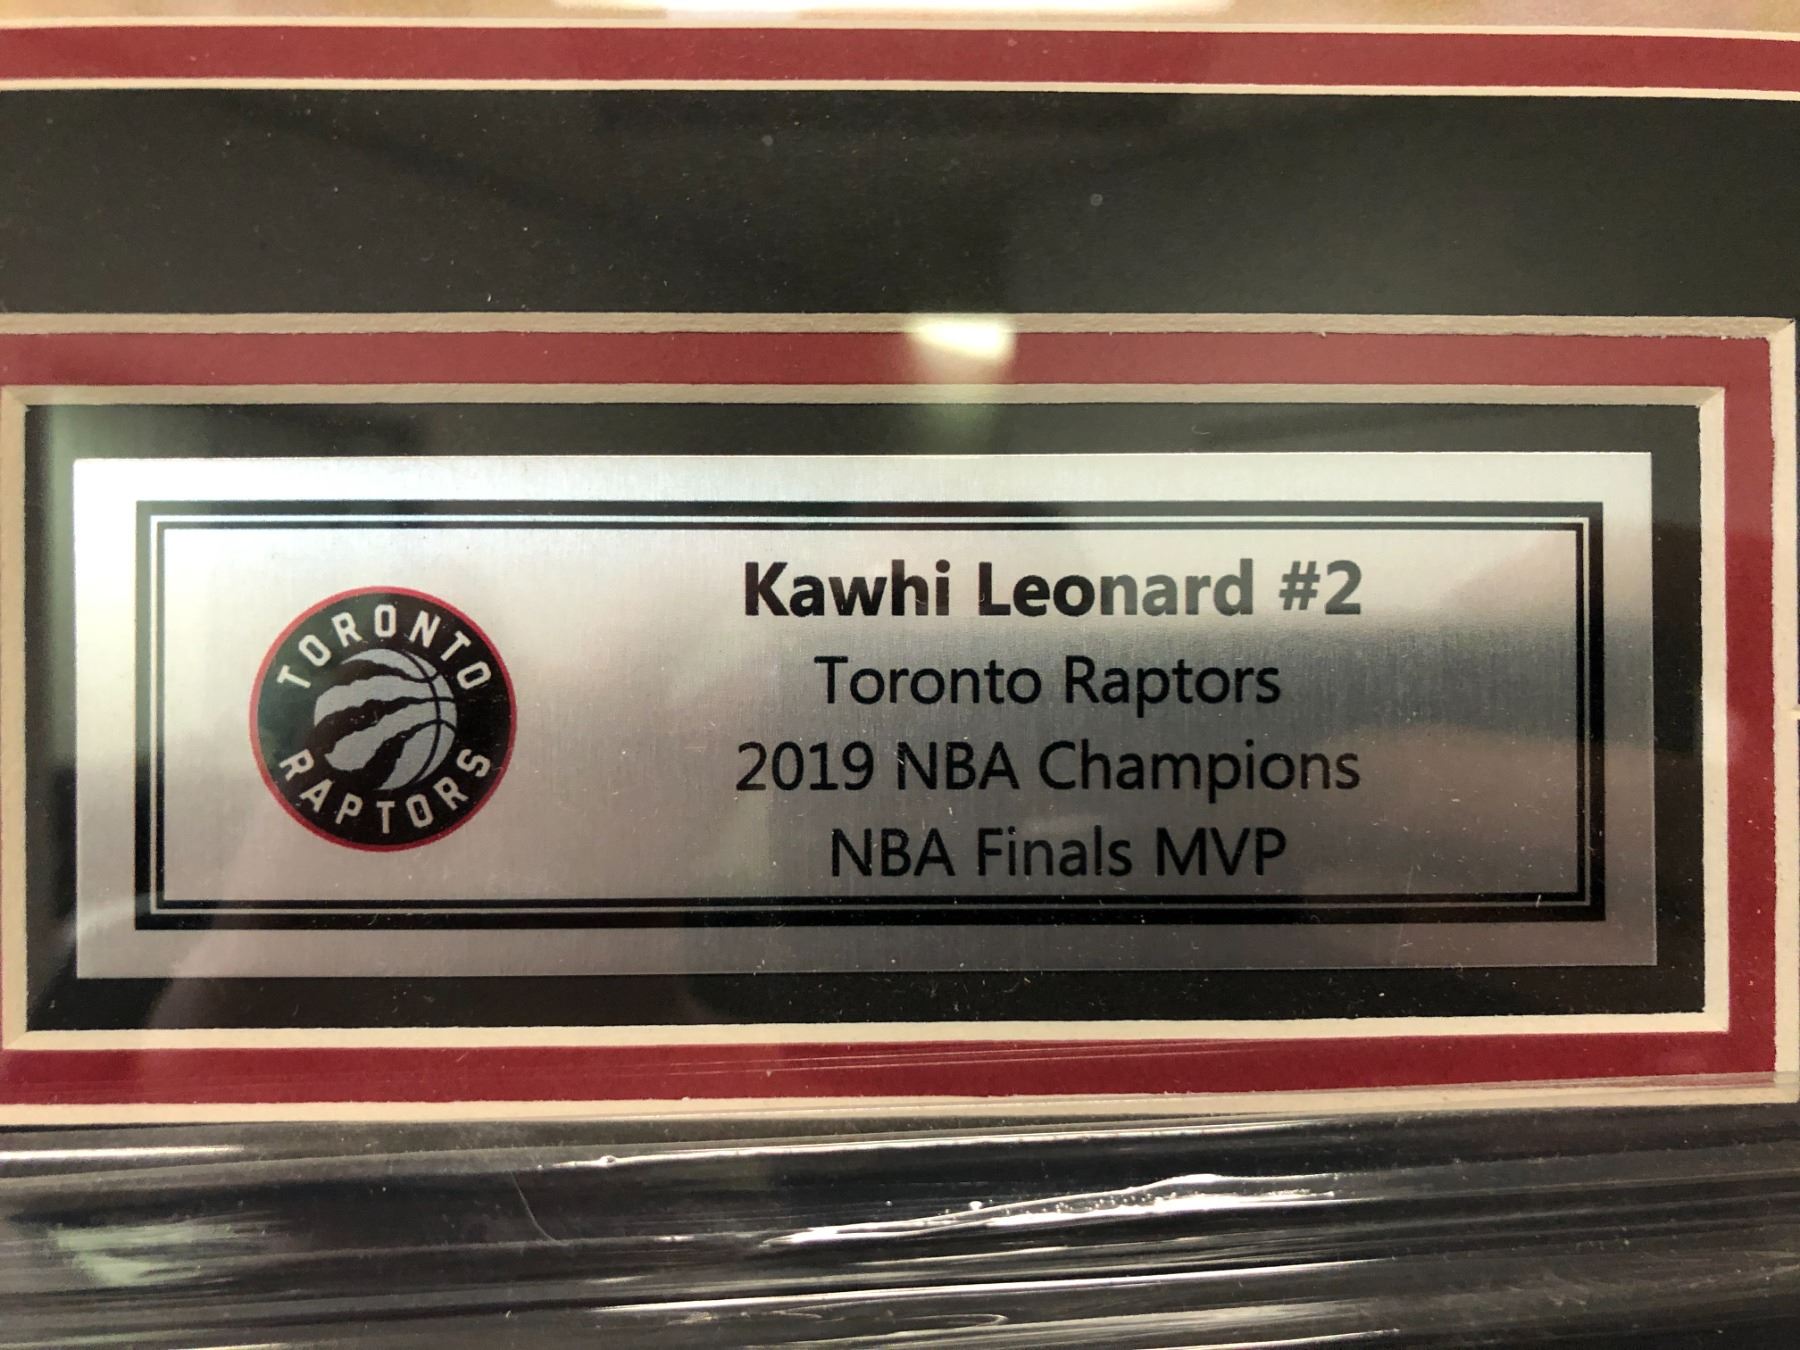 Kawhi Leonard #2
Toronto Raptors
2019 NBA Champions
NBA Finals MVP
TORONTO
RAPTORS